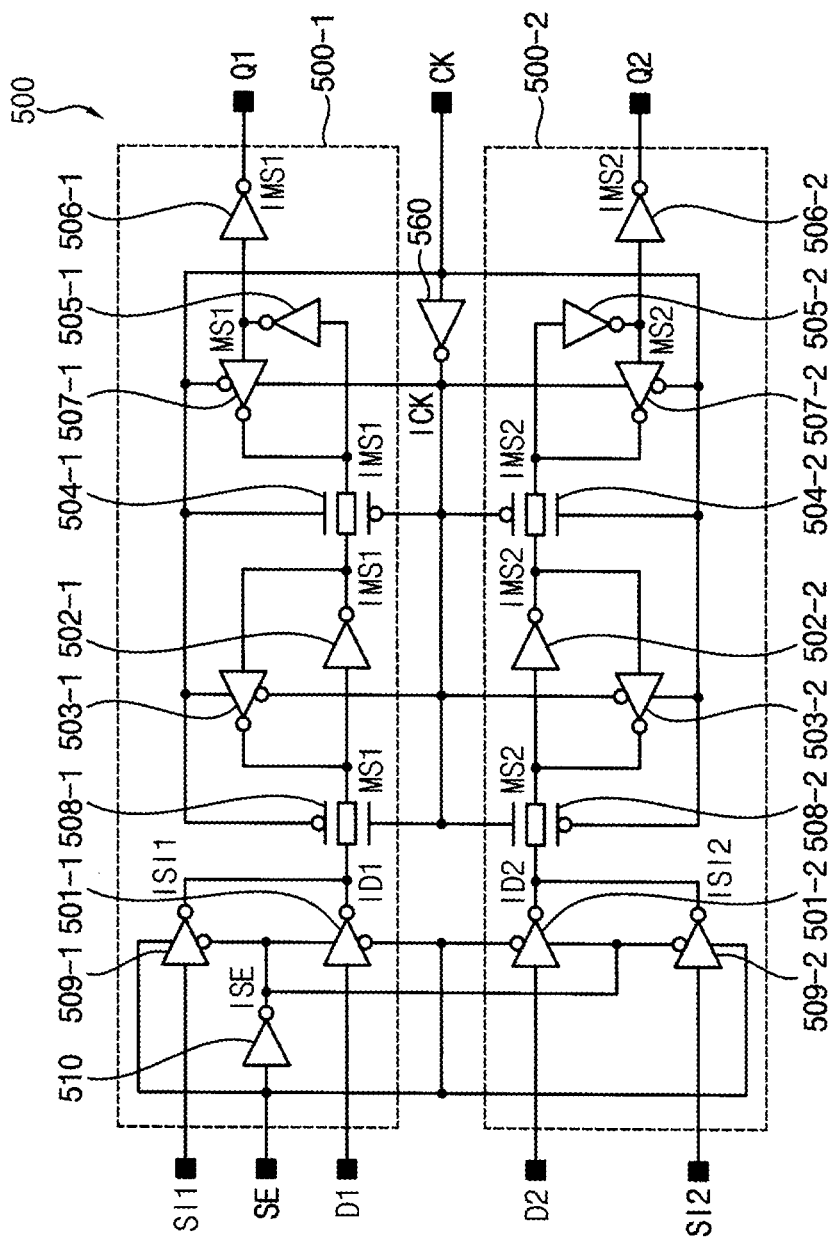 500
506-1
505-1
507-1
504-1
502-1
503-1
508-1
501-1
509-1
510
Q1
500-1
CK
500-2
Q2
IMS1
MS1
IMS1
IMS1
MS1
ISI1
ID1
ISE
560
ICK
IMS2
MS2
IMS2
IMS2
MS2
ID2
ISI2
506-2
505-2
507-2
504-2
502-2
503-2
508-2
501-2
509-2
SI1
SE
D1
D2
SI2